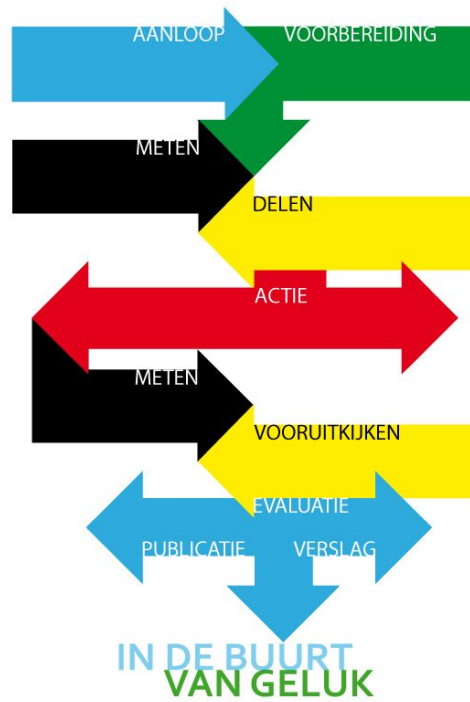 AANLOOP VOORBEREIDING
METEN
DELEN
ACTIE
METEN
VOORUITKIJKEN
EVALUATIE
PUBLICATIE VERSLAG
IN DE BUURT
VAN GELUK